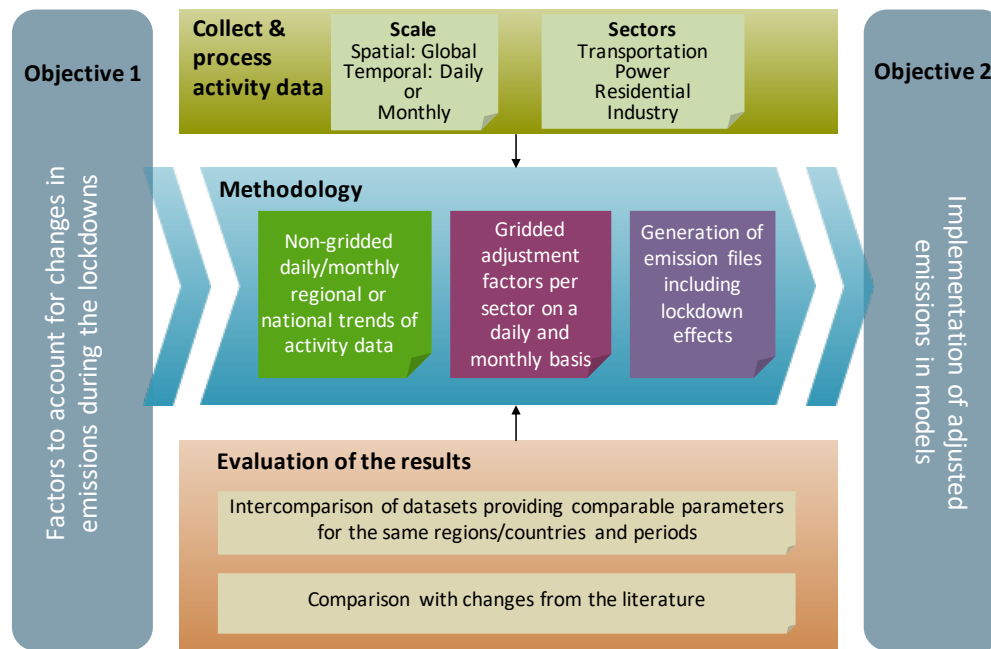 Objective 1
Factors to account for changes in
emissions during the lockdowns
Collect &
process
activity data
Scale
Spatial: Global
Temporal: Daily
or
Monthly
Sectors
Transportation
Power
Residential
Industry
Methodology
Non-gridded
daily/monthly
regional or
national trends of
activity data
Gridded
adjustment
factors per
sector on a
daily and
monthly basis
Generation of
emission files
including
lockdown
effects
Evaluation of the results
Intercomparison of datasets providing comparable parameters
for the same regions/countries and periods
Comparison with changes from the literature
Objective 2
Implementation of adjusted
emissions in models